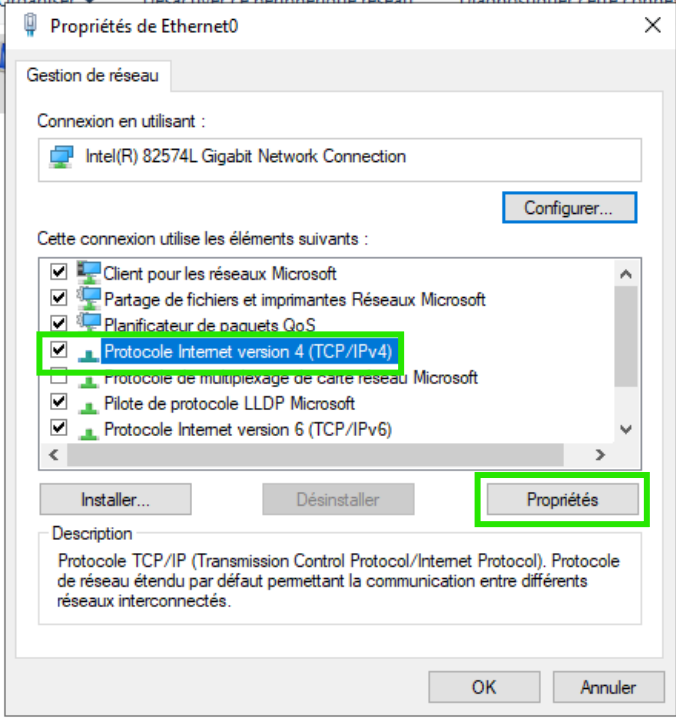 Propriétés de Ethernet0
Gestion de réseau
Connexion en utilisant :
Intel(R) 82574L Gigabit Network Connection
Configurer...
Cette connexion utilise les éléments suivants :
Client pour les réseaux Microsoft
Partage de fichiers et imprimantes Réseaux Microsoft
Planificateur de paquets QoS
Protocole Internet version 4 (TCP/IPv4)
Protocole de multiplexage de carte réseau Microsoft
Pilote de protocole LLDP Microsoft
Protocole Internet version 6 (TCP/IPv6)
Installer...
Désinstaller
Propriétés
Description
Protocole TCP/IP (Transmission Control Protocol/Internet Protocol). Protocole
de réseau étendu par défaut permettant la communication entre différents
réseaux interconnectés.
OK
Annuler